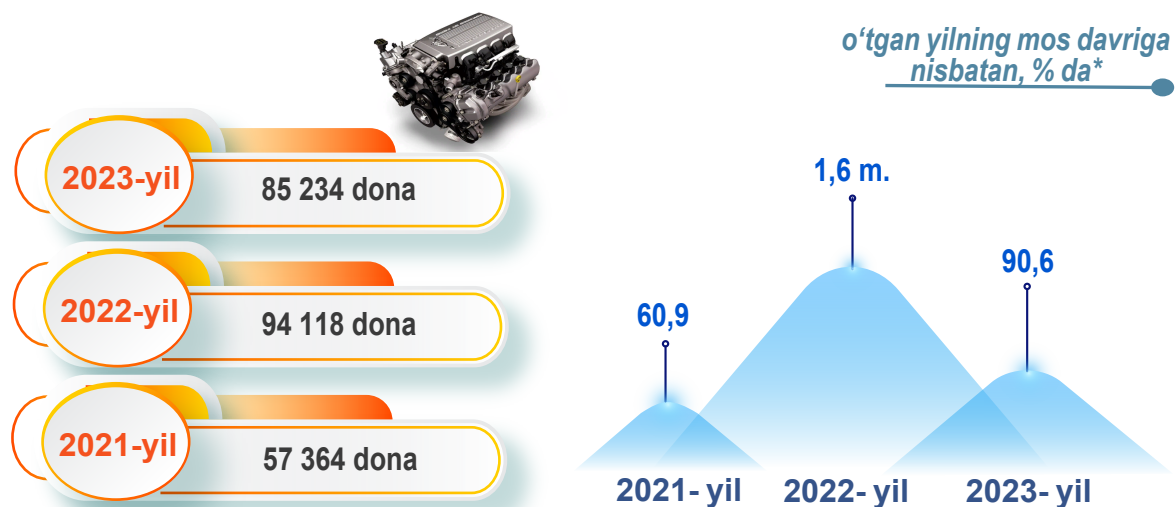 o‘tgan yilning mos davriga
nisbatan, % da*
2023-yil
85 234 dona
2022-yil
94 118 dona
2021-yil
57 364 dona
60,9
1,6 m.
90,6
2021- yil
2022- yil
2023- yil